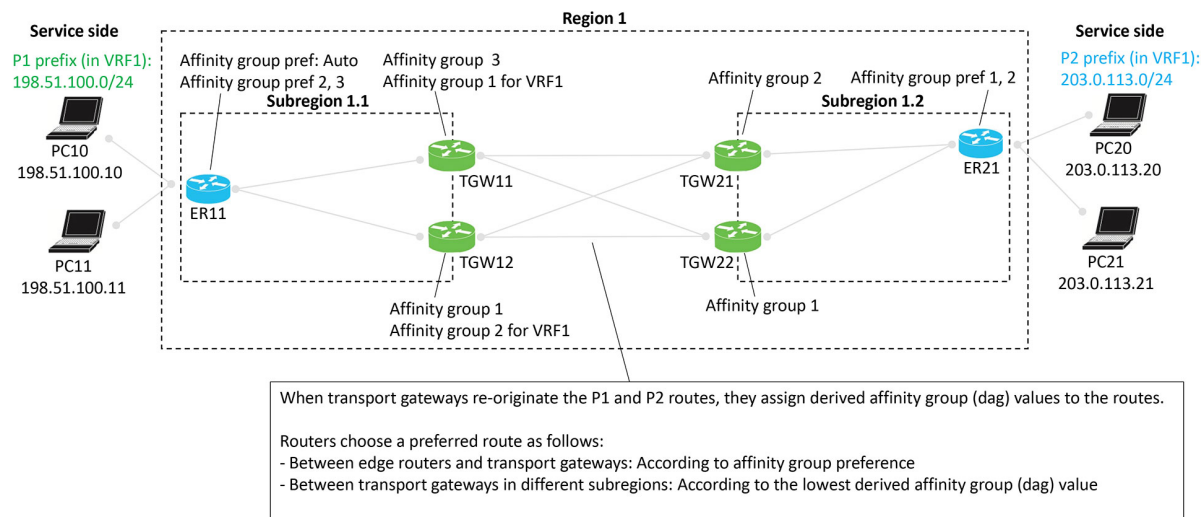 Region 1
Service side
P1 prefix (in VRF1):
198.51.100.0/24
PC10
198.51.100.10
PC11
198.51.100.11
Affinity group pref: Auto
Affinity group pref 2, 3
Subregion 1.1
ER11
Affinity group  3
Affinity group 1 for VRF1
TGW11
TGW12
Affinity group 1
Affinity group 2 for VRF1
Affinity group 2
Affinity group pref 1, 2
Subregion 1.2
TGW21
TGW22
Affinity group 1
ER21
Service side
P2 prefix (in VRF1):
203.0.113.0/24
PC20
203.0.113.20
PC21
203.0.113.21
When transport gateways re-originate the P1 and P2 routes, they assign derived affinity group (dag) values to the routes.
Routers choose a preferred route as follows:
- Between edge routers and transport gateways: According to affinity group preference
- Between transport gateways in different subregions: According to the lowest derived affinity group (dag) value